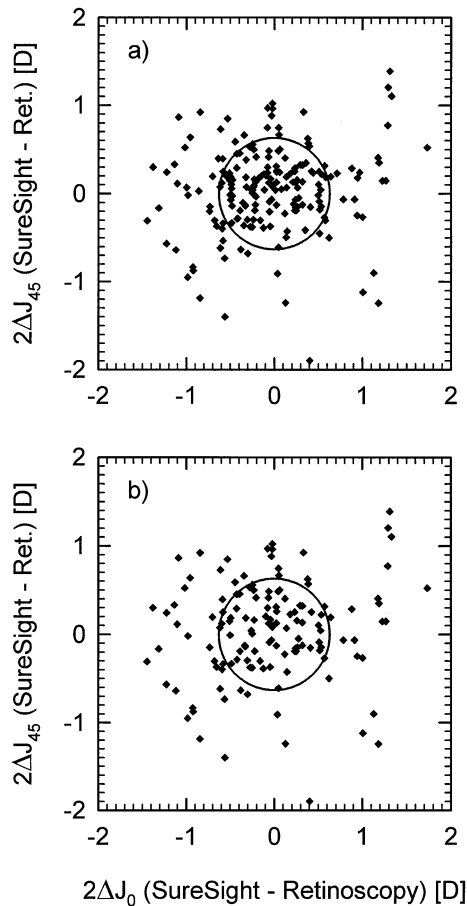 a)
2
1
0
-1
-2
2ΔJ45 (SureSight - Ret.) [D]
-2 -1 0 1 2
b)
2
1
0
-1
-2
2ΔJ45 (SureSight - Ret.) [D]
-2 -1 0 1 2
2ΔJ0 (SureSight - Retinoscopy) [D]